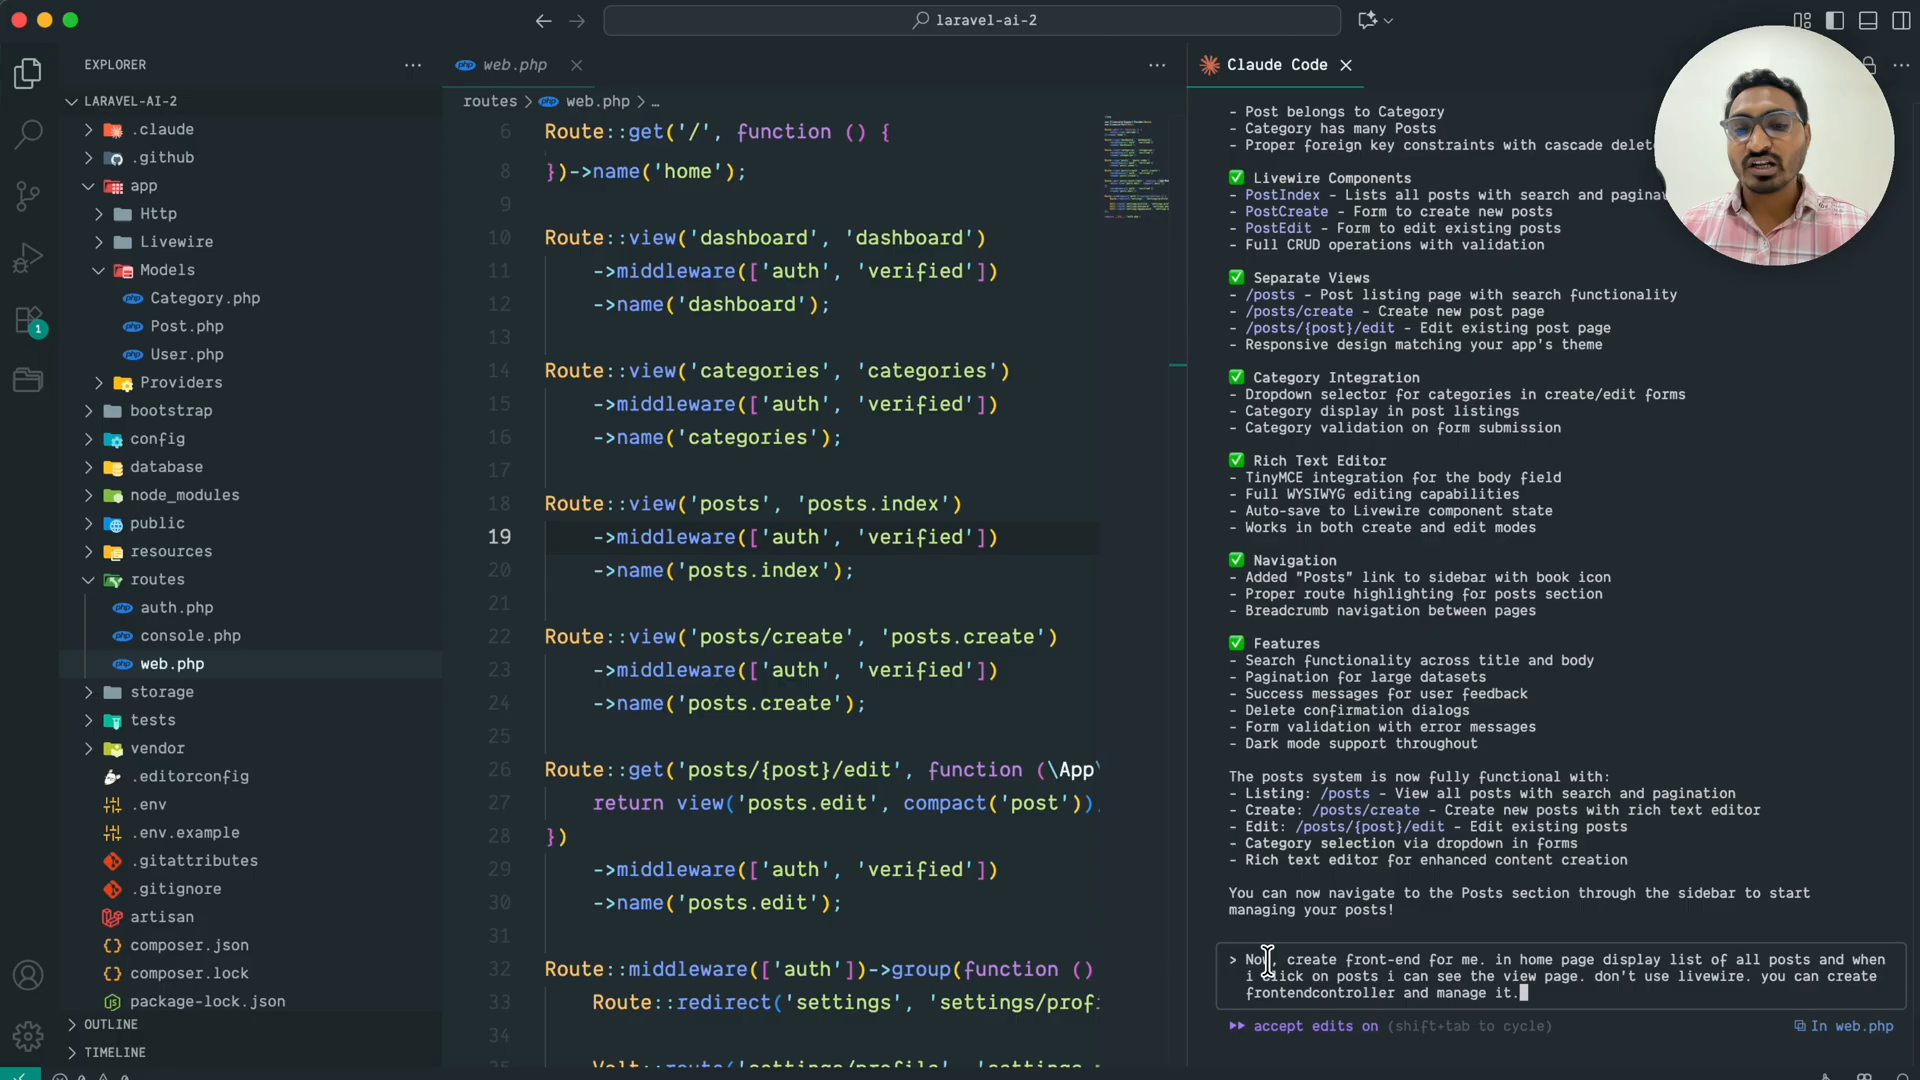 laravel-ai-2
EXPLORER
LARAVEL-AI-2
.claude
.github
app
Http
Livewire
Models
Category.php
Post.php
User.php
Providers
bootstrap
config
database
node_modules
public
resources
routes
auth.php
console.php
web.php
storage
tests
vendor
.editorconfig
.env
.env.example
.gitattributes
.gitignore
artisan
composer.json
composer.lock
package-lock.json
OUTLINE
TIMELINE
1
php web.php
routes > php web.php > ...
6 Route::get('/', function () {
8 })->name('home');
9
10 Route::view('dashboard', 'dashboard')
11 ->middleware(['auth', 'verified'])
12 ->name('dashboard');
13
14 Route::view('categories', 'categories')
15 ->middleware(['auth', 'verified'])
16 ->name('categories');
17
18 Route::view('posts', 'posts.index')
19 ->middleware(['auth', 'verified'])
20 ->name('posts.index');
21
22 Route::view('posts/create', 'posts.create')
23 ->middleware(['auth', 'verified'])
24 ->name('posts.create');
25
26 Route::get('posts/{post}/edit', function (\App\
27 return view('posts.edit', compact('post'));
28 })
29 ->middleware(['auth', 'verified'])
30 ->name('posts.edit');
31
32 Route::middleware(['auth'])->group(function ()
33 Route::redirect('settings', 'settings/prof
34
Claude Code
- Post belongs to Category
- Category has many Posts
- Proper foreign key constraints with cascade delet
✅ Livewire Components
- PostIndex - Lists all posts with search and pagina
- PostCreate - Form to create new posts
- PostEdit - Form to edit existing posts
- Full CRUD operations with validation
✅ Separate Views
- /posts - Post listing page with search functionality
- /posts/create - Create new post page
- /posts/{post}/edit - Edit existing post page
- Responsive design matching your app's theme
✅ Category Integration
- Dropdown selector for categories in create/edit forms
- Category display in post listings
- Category validation on form submission
✅ Rich Text Editor
- TinyMCE integration for the body field
- Full WYSIWYG editing capabilities
- Auto-save to Livewire component state
- Works in both create and edit modes
✅ Navigation
- Added "Posts" link to sidebar with book icon
- Proper route highlighting for posts section
- Breadcrumb navigation between pages
✅ Features
- Search functionality across title and body
- Pagination for large datasets
- Success messages for user feedback
- Delete confirmation dialogs
- Form validation with error messages
- Dark mode support throughout
The posts system is now fully functional with:
- Listing: /posts - View all posts with search and pagination
- Create: /posts/create - Create new posts with rich text editor
- Edit: /posts/{post}/edit - Edit existing posts
- Category selection via dropdown in forms
- Rich text editor for enhanced content creation
You can now navigate to the Posts section through the sidebar to start
managing your posts!
> Now, create front-end for me. in home page display list of all posts and when
i click on posts i can see the view page. don't use livewire. you can create
frontendcontroller and manage it.
accept edits on (shift+tab to cycle)
In web.php